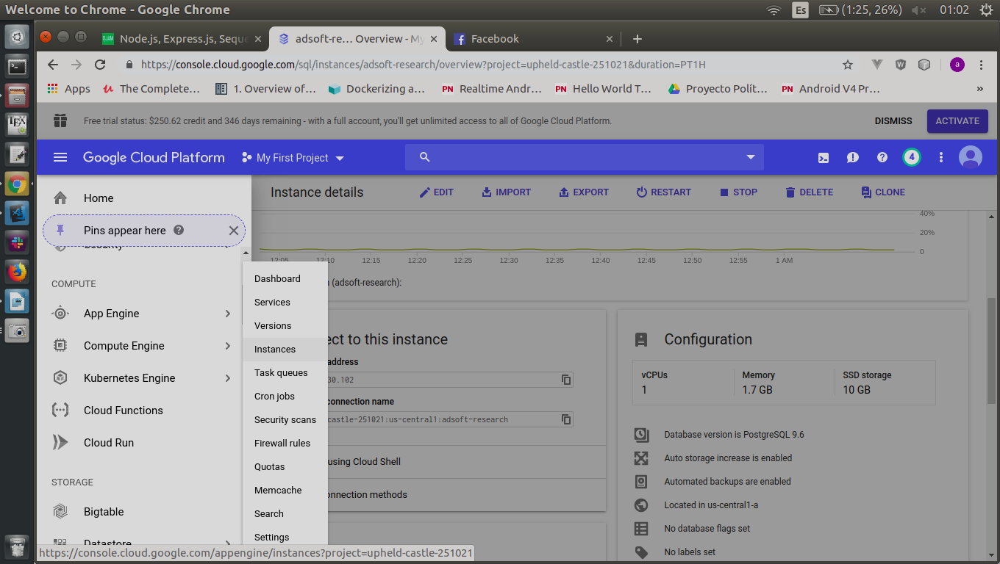 Welcome to Chrome - Google Chrome
Es
(1:25, 26%)
01:02
Node.js, Express.js, Seque
adsoft-re… Overview - My
Facebook
https://console.cloud.google.com/sql/instances/adsoft-research/overview?project=upheld-castle-251021&duration=PT1H
a
Apps
The Complete…
1. Overview of…
Dockerizing a…
PN Realtime Andr…
PN Hello World T…
Proyecto Polít…
PN Android V4 Pr…
»
Free trial status: $250.62 credit and 346 days remaining - with a full account, you'll get unlimited access to all of Google Cloud Platform.
DISMISS
ACTIVATE
Google Cloud Platform
My First Project
4
Home
Pins appear here
Security
COMPUTE
App Engine
Compute Engine
Kubernetes Engine
Cloud Functions
Cloud Run
STORAGE
Bigtable
Datastore
Dashboard
Services
Versions
Instances
Task queues
Cron jobs
Security scans
Firewall rules
Quotas
Memcache
Search
Settings
Instance details
EDIT
IMPORT
EXPORT
RESTART
STOP
DELETE
CLONE
40%
20%
0
12:05
12:10
12:15
12:20
12:25
12:30
12:35
12:40
12:45
12:50
12:55
1 AM
(adsoft-research):
ect to this instance
address
30.102
connection name
castle-251021:us-central1:adsoft-research
using Cloud Shell
onnection methods
Configuration
vCPUs
1
Memory
1.7 GB
SSD storage
10 GB
Database version is PostgreSQL 9.6
Auto storage increase is enabled
Automated backups are enabled
Located in us-central1-a
No database flags set
No labels set
https://console.cloud.google.com/appengine/instances?project=upheld-castle-251021